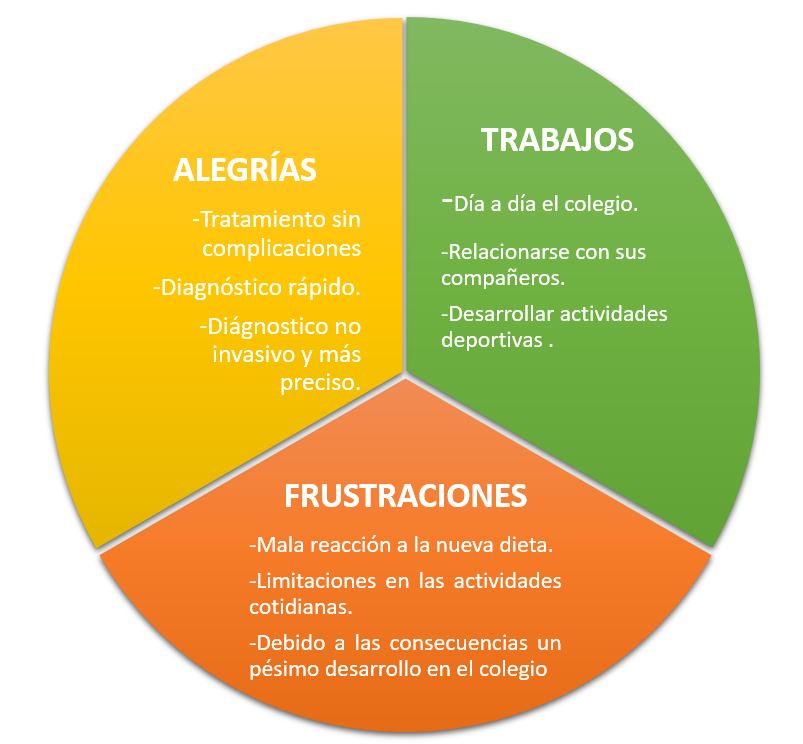 ALEGRÍAS
-Tratamiento sin
complicaciones
-Diagnóstico rápido.
-Diágnostico no
invasivo y más
preciso.
TRABAJOS
-Día a día el colegio.
-Relacionarse con sus
compañeros.
-Desarrollar actividades
deportivas .
FRUSTRACIONES
-Mala reacción a la nueva dieta.
-Limitaciones en las actividades
cotidianas.
-Debido a las consecuencias un
pésimo desarrollo en el colegio